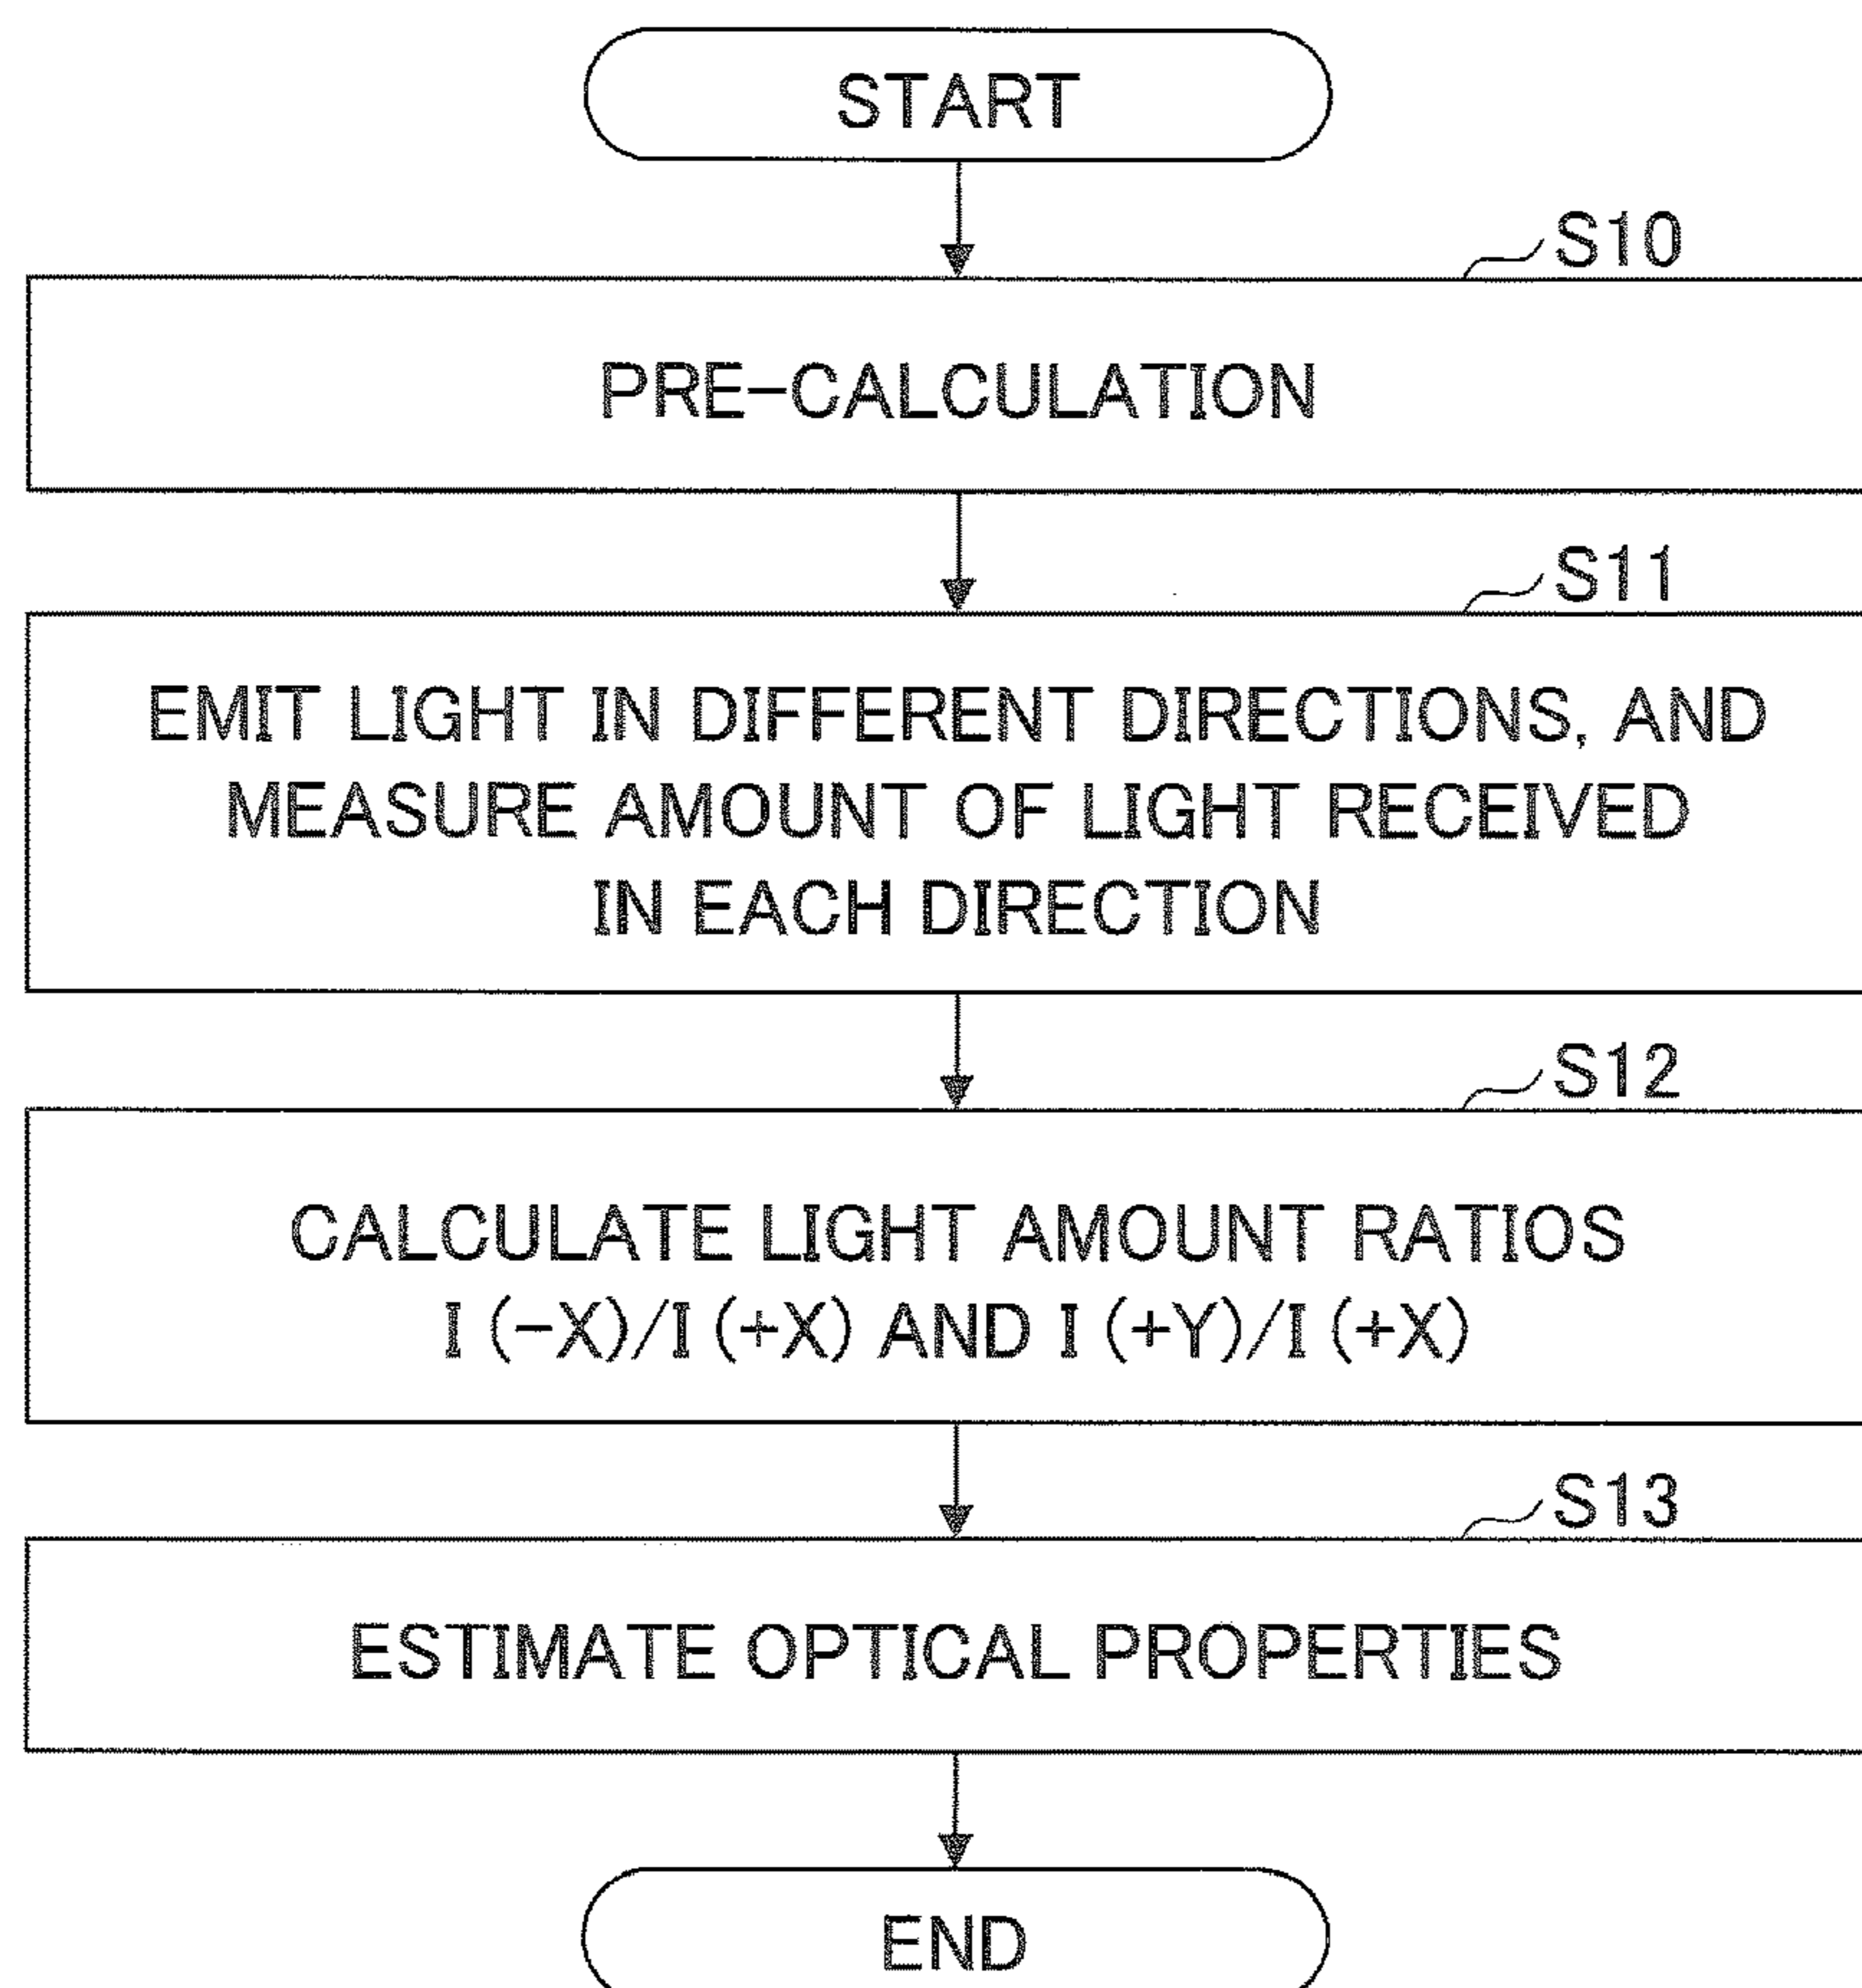 START
S10
PRE-CALCULATION
S11
EMIT LIGHT IN DIFFERENT DIRECTIONS, AND
MEASURE AMOUNT OF LIGHT RECEIVED
IN EACH DIRECTION
S12
CALCULATE LIGHT AMOUNT RATIOS
I (-X)/I (+X) AND I (+Y)/I (+X)
S13
ESTIMATE OPTICAL PROPERTIES
END